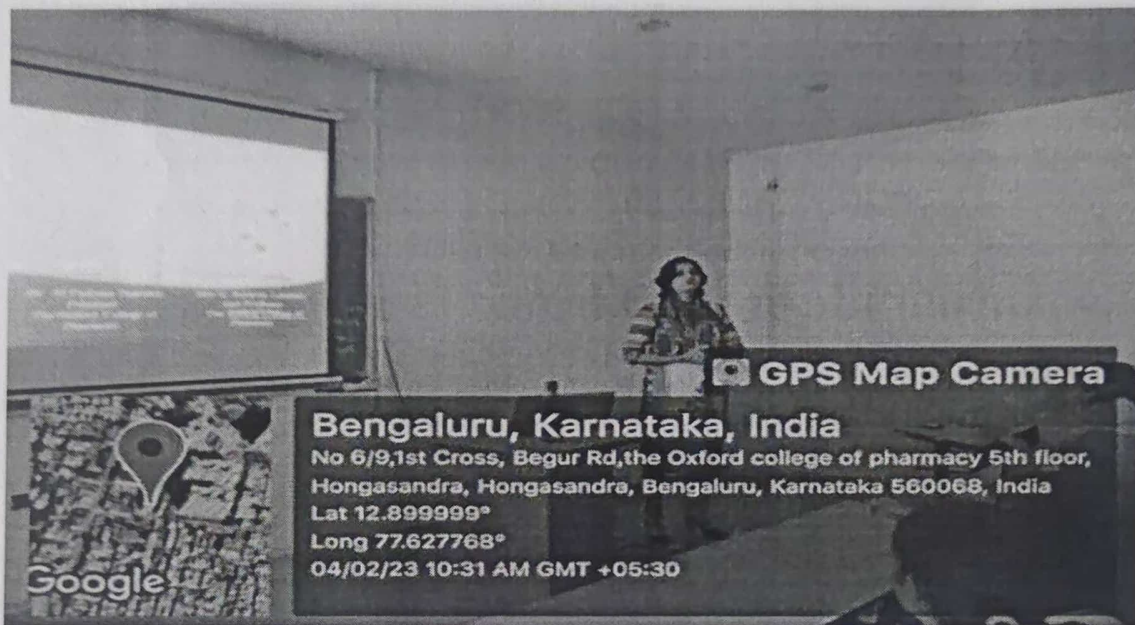 GPS Map Camera
Bengaluru, Karnataka, India
No 6/9,1st Cross, Begur Rd,the Oxford college of pharmacy 5th floor,
Hongasandra, Hongasandra, Bengaluru, Karnataka 560068, India
Lat 12.899999°
Long 77.627768°
04/02/23 10:31 AM GMT +05:30
Google